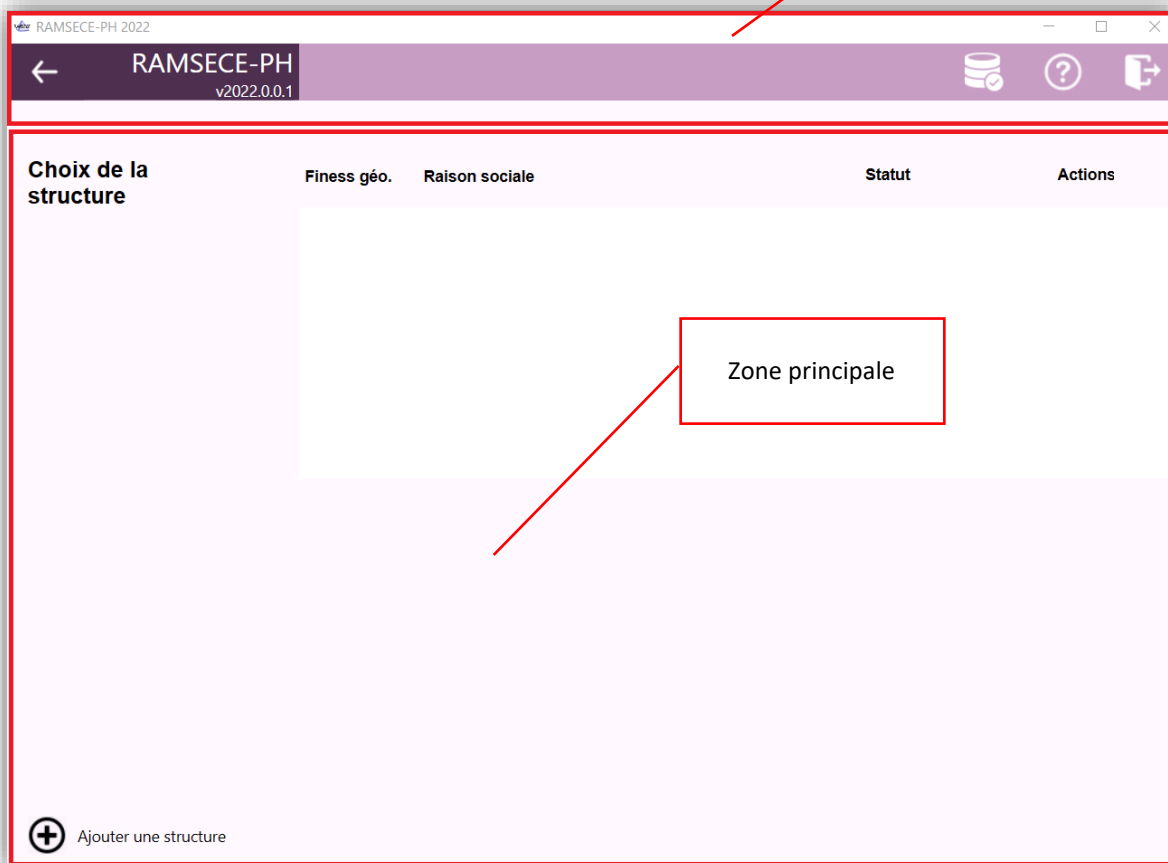 RAMSECE-PH 2022
RAMSECE-PH
v2022.0.0.1
Choix de la
structure
Finess géo. Raison sociale Statut Actions
Zone principale
Ajouter une structure